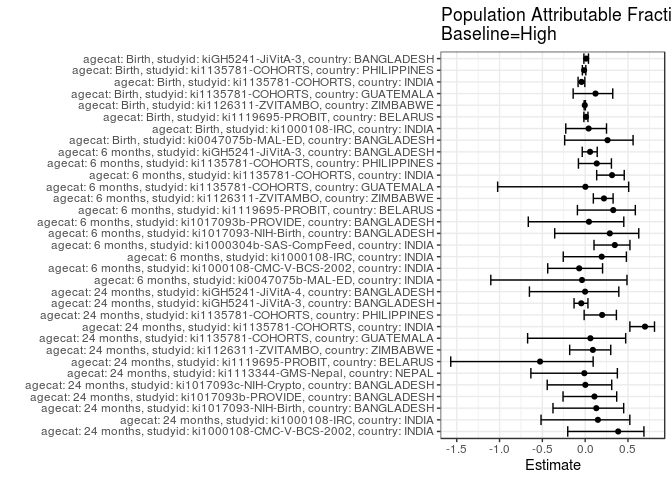 Population Attributable Fracti
Baseline=High
agecat: Birth, studyid: kiGH5241-JiVitA-3, country: BANGLADESH
agecat: Birth, studyid: ki1135781-COHORTS, country: PHILIPPINES
agecat: Birth, studyid: ki1135781-COHORTS, country: INDIA
agecat: Birth, studyid: ki1135781-COHORTS, country: GUATEMALA
agecat: Birth, studyid: ki1126311-ZVITAMBO, country: ZIMBABWE
agecat: Birth, studyid: ki1119695-PROBIT, country: BELARUS
agecat: Birth, studyid: ki1000108-IRC, country: INDIA
agecat: Birth, studyid: ki0047075b-MAL-ED, country: BANGLADESH
agecat: 6 months, studyid: kiGH5241-JiVitA-3, country: BANGLADESH
agecat: 6 months, studyid: ki1135781-COHORTS, country: PHILIPPINES
agecat: 6 months, studyid: ki1135781-COHORTS, country: INDIA
agecat: 6 months, studyid: ki1135781-COHORTS, country: GUATEMALA
agecat: 6 months, studyid: ki1126311-ZVITAMBO, country: ZIMBABWE
agecat: 6 months, studyid: ki1119695-PROBIT, country: BELARUS
agecat: 6 months, studyid: ki1017093b-PROVIDE, country: BANGLADESH
agecat: 6 months, studyid: ki1017093-NIH-Birth, country: BANGLADESH
agecat: 6 months, studyid: ki1000304b-SAS-CompFeed, country: INDIA
agecat: 6 months, studyid: ki1000108-IRC, country: INDIA
agecat: 6 months, studyid: ki1000108-CMC-V-BCS-2002, country: INDIA
agecat: 6 months, studyid: ki0047075b-MAL-ED, country: INDIA
agecat: 24 months, studyid: kiGH5241-JiVitA-4, country: BANGLADESH
agecat: 24 months, studyid: kiGH5241-JiVitA-3, country: BANGLADESH
agecat: 24 months, studyid: ki1135781-COHORTS, country: PHILIPPINES
agecat: 24 months, studyid: ki1135781-COHORTS, country: INDIA
agecat: 24 months, studyid: ki1135781-COHORTS, country: GUATEMALA
agecat: 24 months, studyid: ki1126311-ZVITAMBO, country: ZIMBABWE
agecat: 24 months, studyid: ki1119695-PROBIT, country: BELARUS
agecat: 24 months, studyid: ki1113344-GMS-Nepal, country: NEPAL
agecat: 24 months, studyid: ki1017093c-NIH-Crypto, country: BANGLADESH
agecat: 24 months, studyid: ki1017093b-PROVIDE, country: BANGLADESH
agecat: 24 months, studyid: ki1017093-NIH-Birth, country: BANGLADESH
agecat: 24 months, studyid: ki1000108-IRC, country: INDIA
agecat: 24 months, studyid: ki1000108-CMC-V-BCS-2002, country: INDIA
-1.5 -1.0 -0.5 0.0 0.5
Estimate